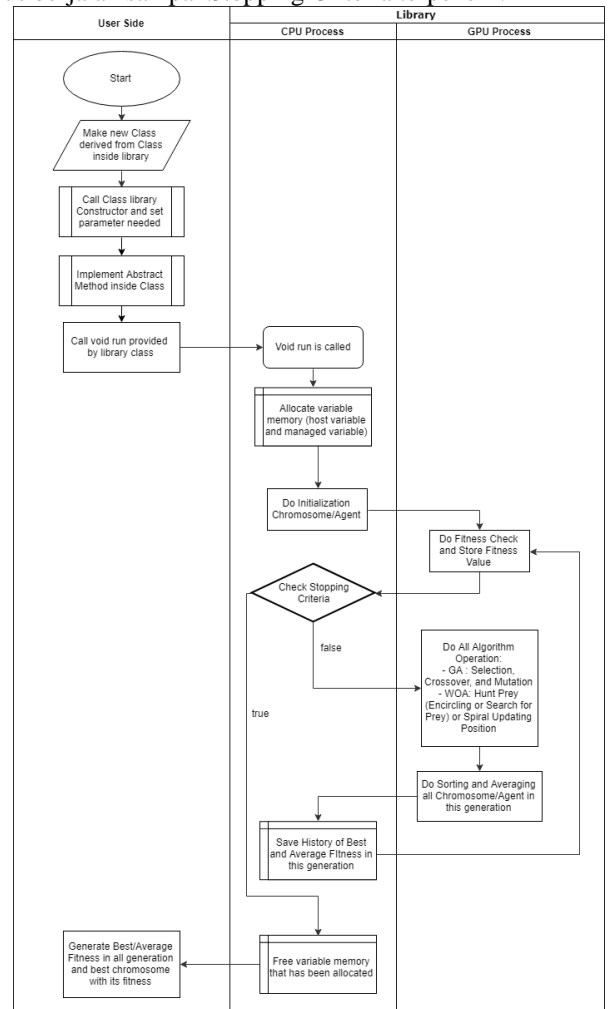 User Side
Library
CPU Process
GPU Process
Start
Make new Class
derived from Class
inside library
Call Class library
Constructor and set
parameter needed
Implement Abstract
Method inside Class
Call void run provided
by library class
Void run is called
Allocate variable
memory (host variable
and managed variable)
Do Initialization
Chromosome/Agent
Do Fitness Check
and Store Fitness
Value
Check Stopping
Criteria
false
true
Do All Algorithm
Operation:
- GA : Selection,
Crossover, and Mutation
- WOA: Hunt Prey
(Encircling or Search for
Prey) or Spiral Updating
Position
Do Sorting and Averaging
all Chromosome/Agent in
this generation
Save History of Best
and Average FItness in
this generation
Free variable memory
that has been allocated
Generate Best/Average
Fitness in all generation
and best chromosome
with its fitness